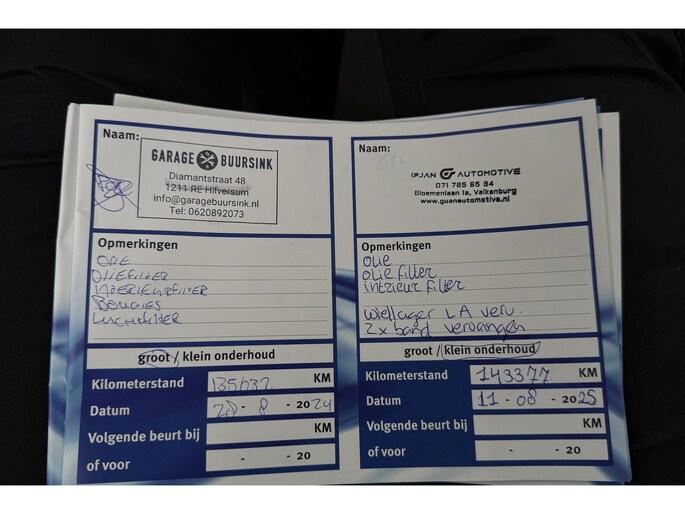 Naam:
GARAGE BUURSINK
Diamantstraat 48
1211 RE Hilversum
info@garagebuursink.nl
Tel: 0620892073
Opmerkingen
OLIE
OLIEFILTER
INTERIEURFILTER
BOUGIES
LUCHTFILTER
groot / klein onderhoud
Kilometerstand KM
Datum 28 - 8 - 2024
Volgende beurt bij KM
of voor - - 20
Naam:
AUTOMOTIVE
071 785 65 94
Bloemenlaan 1a, Valkenburg
www.guanautomotive.nl
Opmerkingen
olie
olie filter
intrieur filter
wiellager LA verv.
2x band vervangen
groot / klein onderhoud
Kilometerstand 143377 KM
Datum 11 - 08 - 2025
Volgende beurt bij KM
of voor - - 20